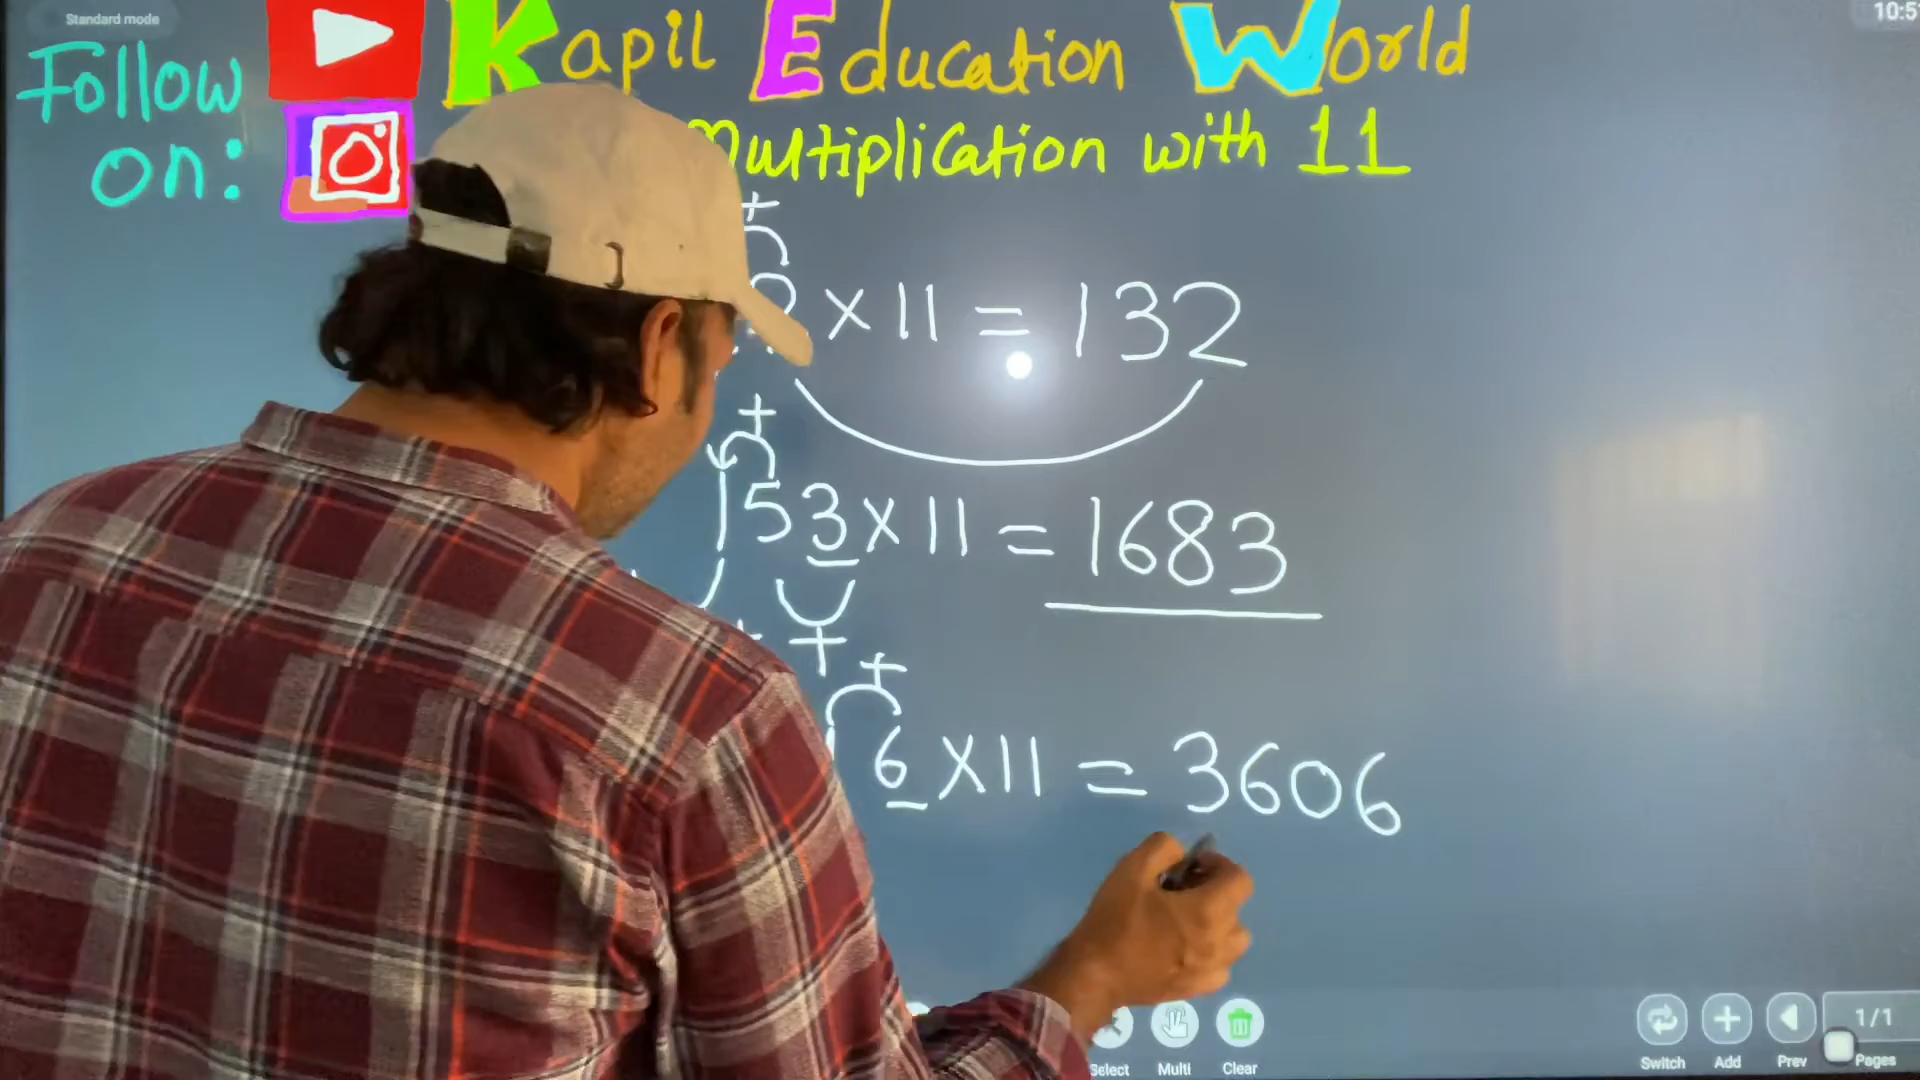 Standard mode
10:5
Follow on:
Kapil Education World
Multiplication with 11
+
2 x 11 = 132
+
153 x 11 = 1683
+
+
6 x 11 = 3606
Select Multi Clear
Switch Add Prev 1/1 Pages